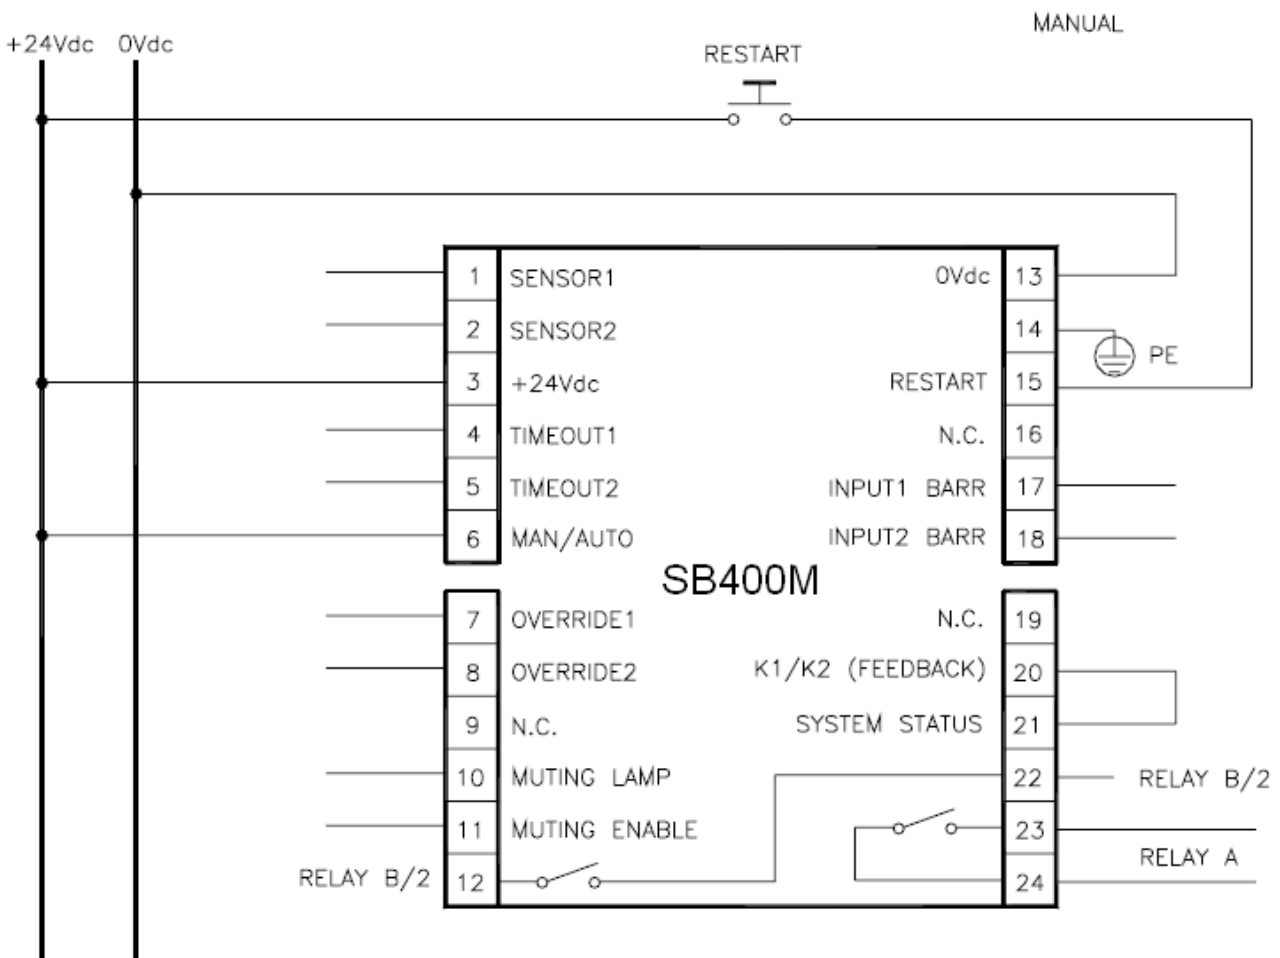 MANUAL
+24Vdc 0Vdc
RESTART
1 SENSOR1 0Vdc 13
2 SENSOR2 14 PE
3 +24Vdc RESTART 15
4 TIMEOUT1 N.C. 16
5 TIMEOUT2 INPUT1 BARR 17
6 MAN/AUTO INPUT2 BARR 18
SB400M
7 OVERRIDE1 N.C. 19
8 OVERRIDE2 K1/K2 (FEEDBACK) 20
9 N.C. SYSTEM STATUS 21
10 MUTING LAMP 22 RELAY B/2
11 MUTING ENABLE 23
RELAY A
RELAY B/2 12 24